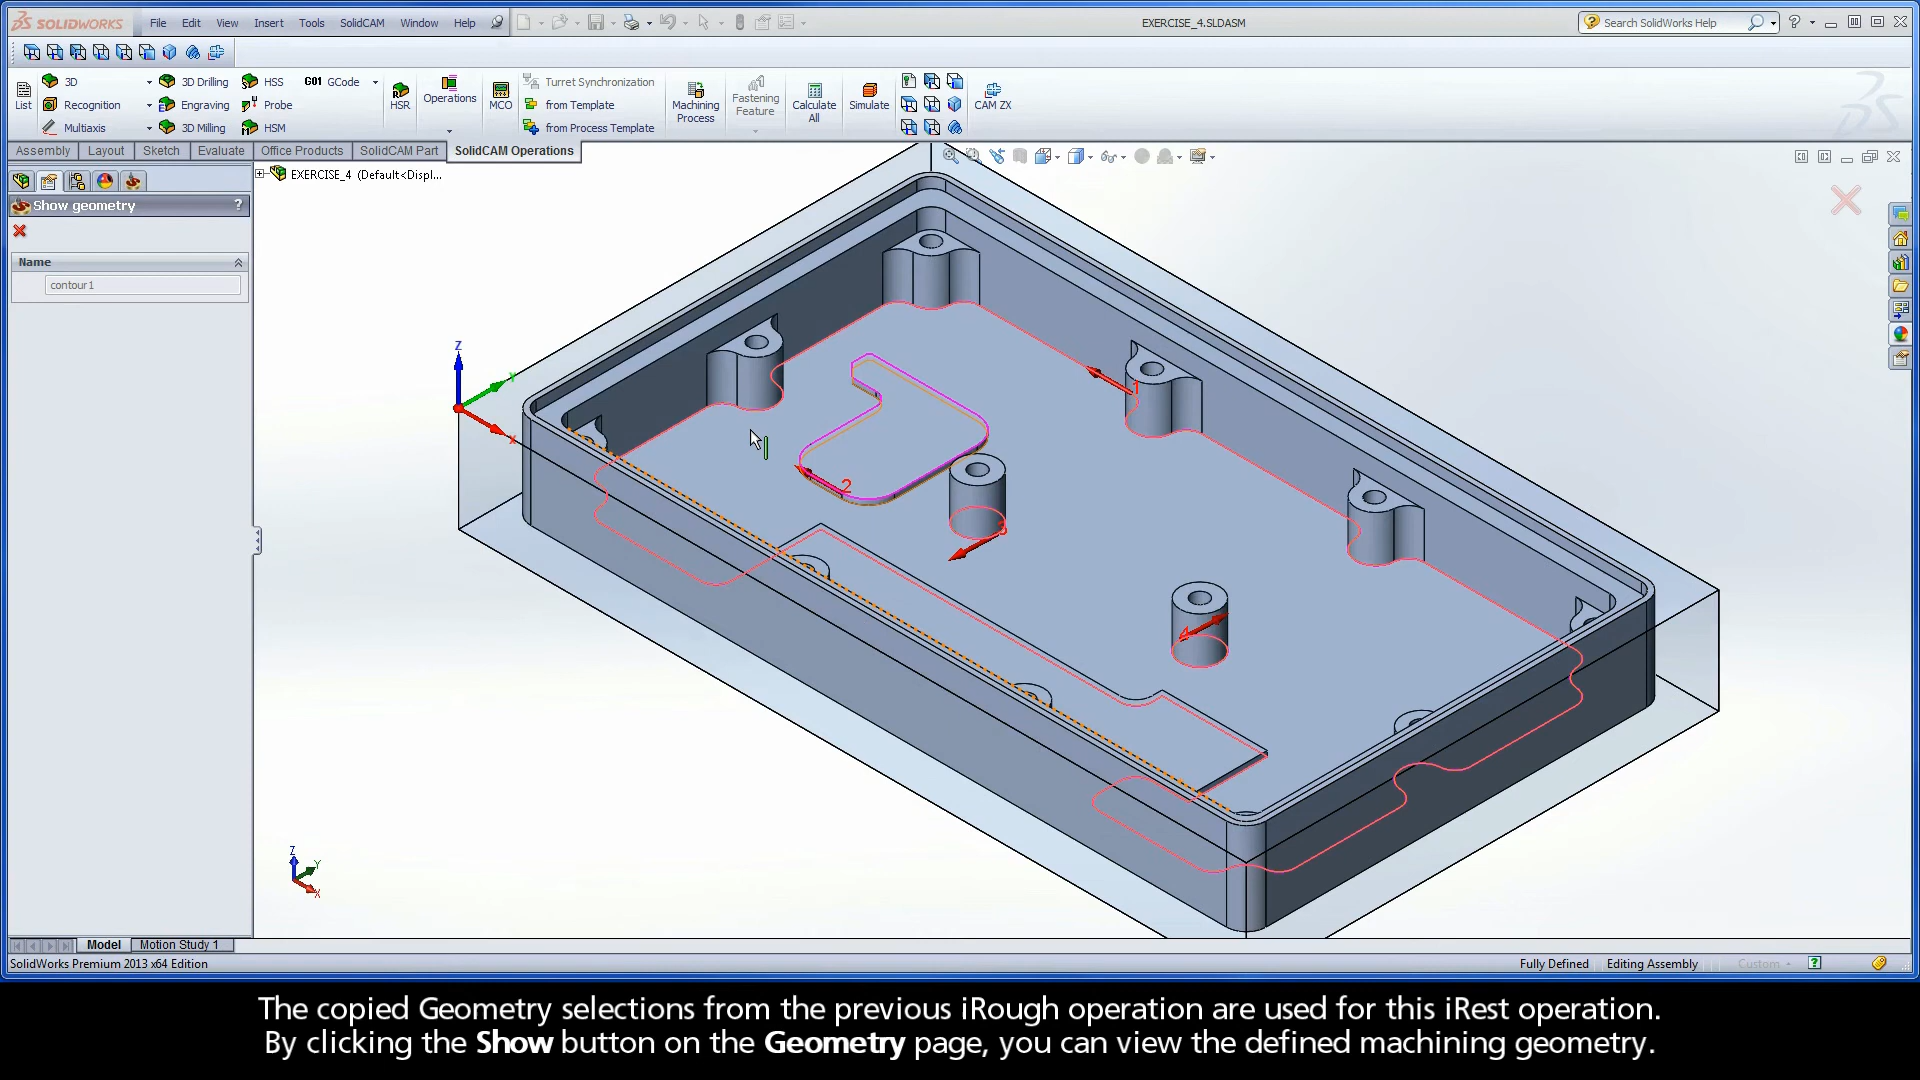 SOLIDWORKS File Edit View Insert Tools SolidCAM Window Help EXERCISE_4.SLDASM Search SolidWorks Help
3D 3D Drilling HSS G01 GCode Turret Synchronization
List Recognition Engraving Probe HSR Operations MCO from Template Machining Process Fastening Feature Calculate All Simulate CAM ZX
Multiaxis 3D Milling HSM from Process Template
Assembly Layout Sketch Evaluate Office Products SolidCAM Part SolidCAM Operations
EXERCISE_4 (Default<Displ...
Show geometry ?
Name
contour1
Z
Y
X
1
2
3
4
Z
Y
X
Model Motion Study 1
SolidWorks Premium 2013 x64 Edition Fully Defined Editing Assembly Custom
The copied Geometry selections from the previous iRough operation are used for this iRest operation.
By clicking the Show button on the Geometry page, you can view the defined machining geometry.